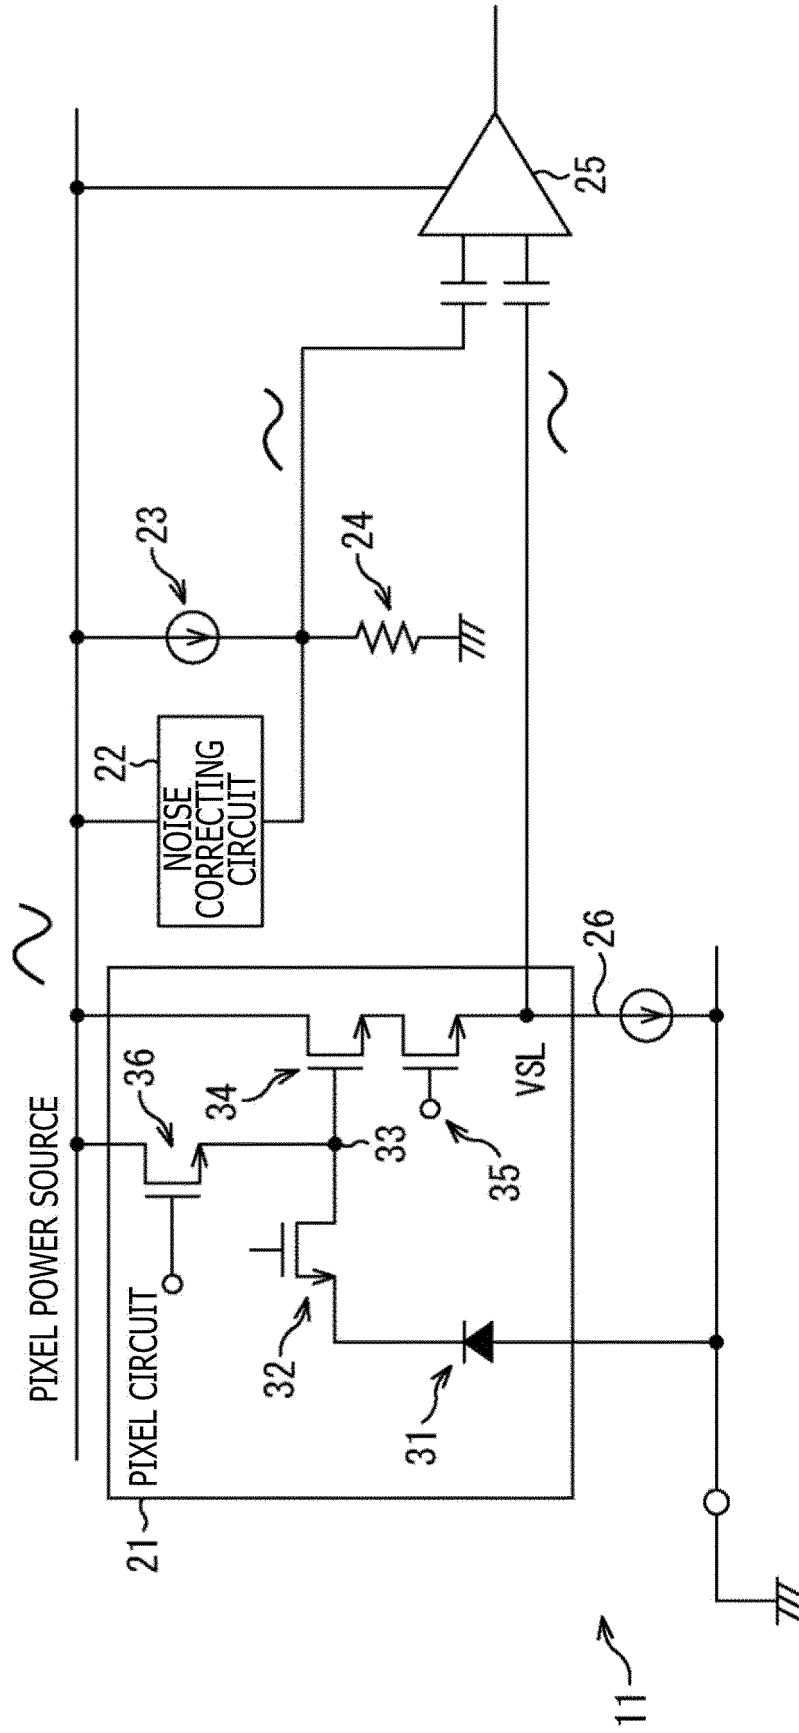 PIXEL POWER SOURCE
21
PIXEL CIRCUIT
36
34
33
32
31
35
VSL
22
NOISE
CORRECTING
CIRCUIT
23
24
26
25
11